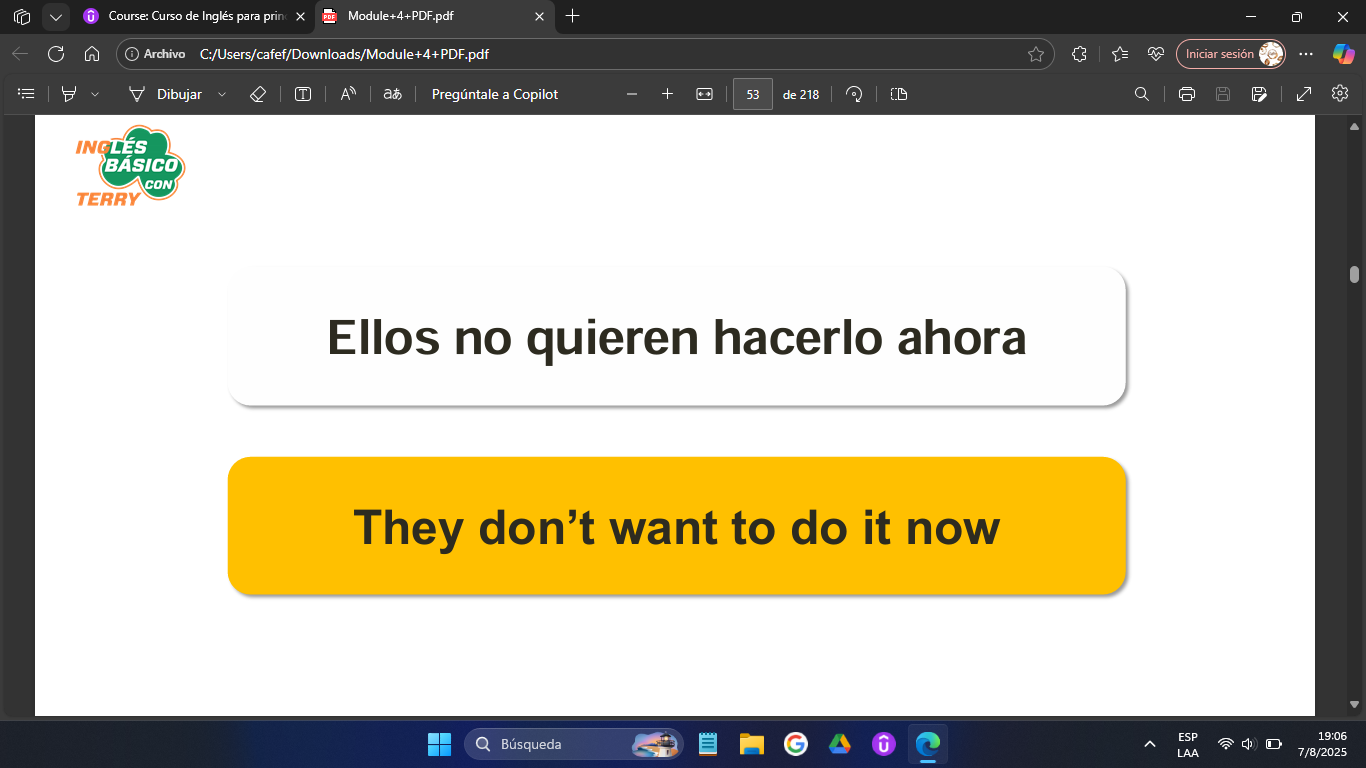 Course: Curso de Inglés para prin
Module+4+PDF.pdf
Archivo
C:/Users/cafef/Downloads/Module+4+PDF.pdf
Iniciar sesión
Dibujar
Pregúntale a Copilot
53
de 218
INGLÉS
BÁSICO
CON
TERRY
Ellos no quieren hacerlo ahora
They don’t want to do it now
Búsqueda
ESP
LAA
19:06
7/8/2025